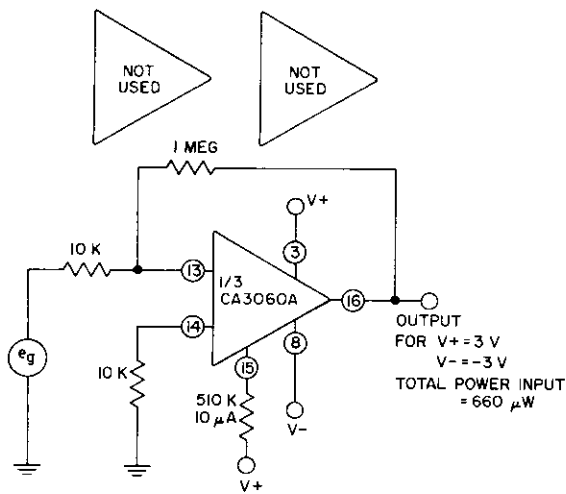 NOT
USED
NOT
USED
1 MEG
V+
3
10 K
13
1/3
CA3060A
16
14
eg
8
15
OUTPUT
FOR V+ = 3 V
V- = -3 V
TOTAL POWER INPUT
= 660 μW
10K
510 K
10 μA
V-
V+